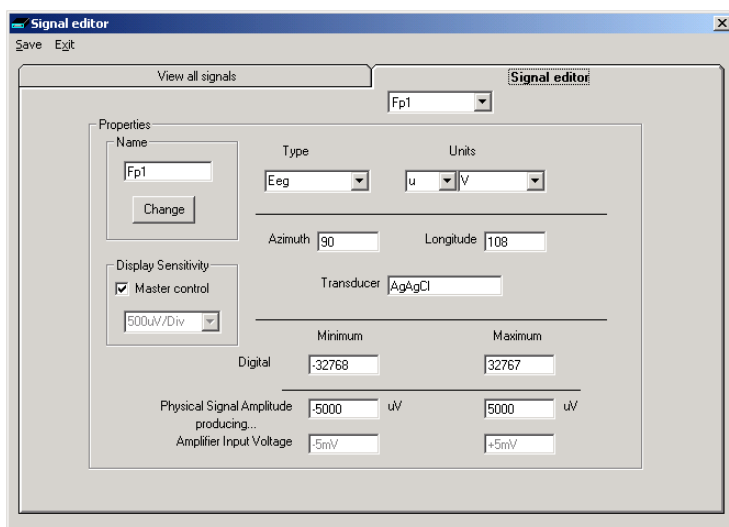 Signal editor
Save Exit
View all signals Signal editor
Fp1
Properties
Name
Type Units
Fp1
Eeg u V
Change
Azimuth 90 Longitude 108
Display Sensitivity
Master control
Transducer AgAgCl
500uV/Div
Minimum Maximum
Digital -32768 32767
Physical Signal Amplitude -5000 uV 5000 uV
producing...
Amplifier Input Voltage -5mV +5mV